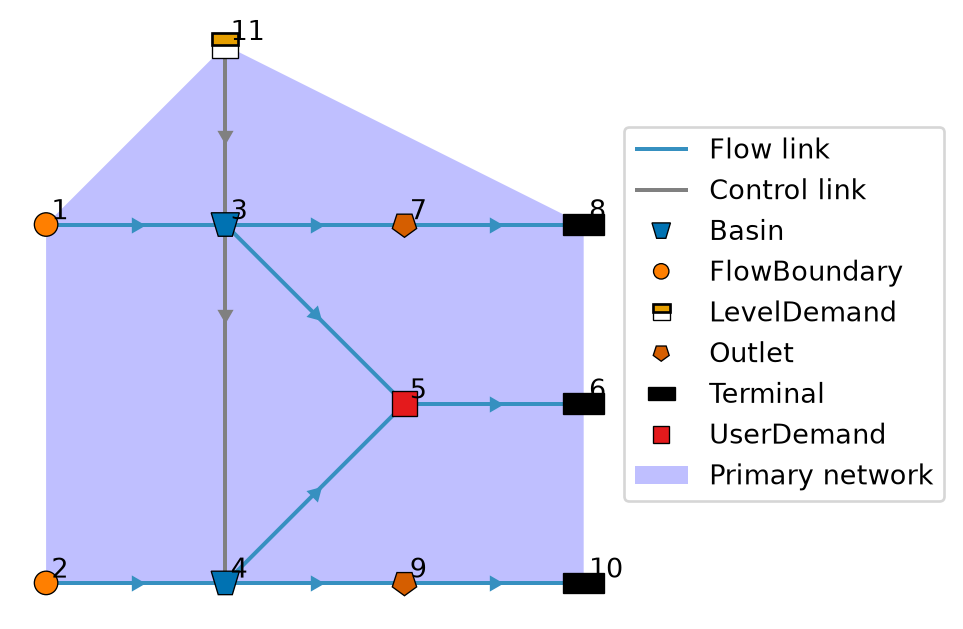 11
1
3
7
8
5
6
2
4
9
10
Flow link
Control link
Basin
FlowBoundary
LevelDemand
Outlet
Terminal
UserDemand
Primary network